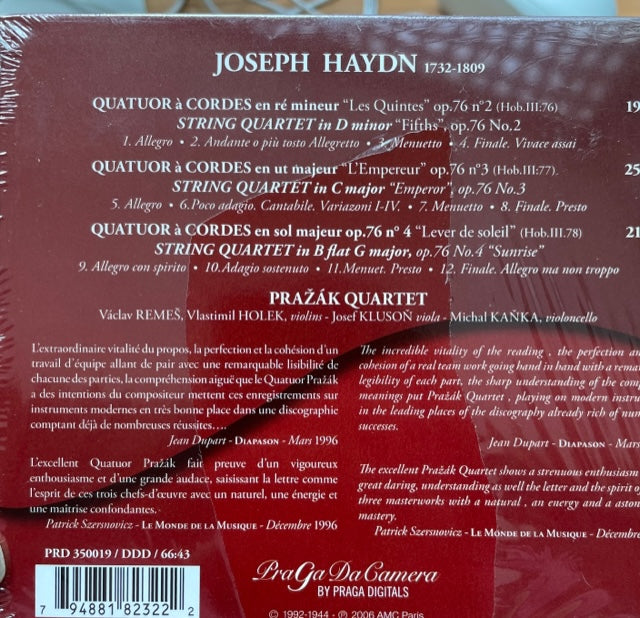 JOSEPH HAYDN 1732-1809
QUATUOR à CORDES en ré mineur “Les Quintes” op.76 nº2 (Hob.III:76)
STRING QUARTET in D minor “Fifths”, op.76 No.2
1. Allegro • 2. Andante o più tosto Allegretto • 3. Menuetto • 4. Finale. Vivace assai
QUATUOR à CORDES en ut majeur “L'Empereur” op.76 nº3 (Hob.III:77). 25
STRING QUARTET in C major “Emperor”, op.76 No.3
5. Allegro • 6.Poco adagio. Cantabile. Variazoni I-IV. • 7. Menuetto • 8. Finale. Presto
QUATUOR à CORDES en sol majeur op.76 nº 4 “Lever de soleil” (Hob.III.78) 21
STRING QUARTET in B flat G major, op.76 No.4 “Sunrise”
9. Allegro con spirito • 10.Adagio sostenuto • 11.Menuet. Presto • 12. Finale. Allegro ma non troppo
PRAŽÁK QUARTET
Václav REMEŠ, Vlastimil HOLEK, violins - Josef KLUSOŇ viola - Michal KAŇKA, violoncello
L'extraordinaire vitalité du propos, la perfection et la cohésion d'un
travail d'équipe allant de pair avec une remarquable lisibilité de
chacune des parties, la compréhension aiguë que le Quatuor Pražák
a des intentions du compositeur mettent ces enregistrements sur
instruments modernes en très bonne place dans une discographie
comptant déjà de nombreuses réussites....
Jean Dupart - DIAPASON - Mars 1996
L'excellent Quatuor Pražák fait preuve d'un vigoureux
enthousiasme et d'une grande audace, saisissant la lettre comme
l'esprit de ces trois chefs-d'œuvre avec un naturel, une énergie et
une maîtrise confondantes.
Patrick Szersnovicz - LE MONDE DE LA MUSIQUE - Décembre 1996
The incredible vitality of the reading , the perfection a
cohesion of a real team work going hand in hand with a remar
legibility of each part, the sharp understanding of the com
meanings put Pražák Quartet , playing on modern instru
in the leading places of the discography already rich of nu
successes.
Jean Dupart - DIAPASON - Mars
The excellent Pražák Quartet shows a strenuous enthusiasm
great daring, understanding as well the letter and the spirit of
three masterworks with a natural , an energy and a aston
mastery.
Patrick Szersnovicz - LE MONDE DE LA MUSIQUE - Décem
PRD 350019 / DDD / 66:43
7 94881 82322 2
PraGa DaCamera
BY PRAGA DIGITALS
© 1992-1944 - ℗ 2006 AMC Paris